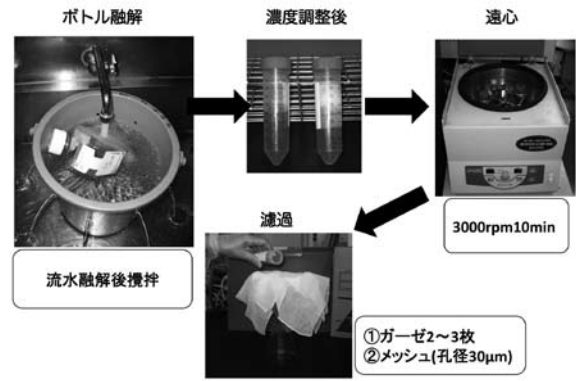 ボトル融解
濃度調整後
遠心
流水融解後攪拌
3000rpm10min
濾過
①ガーゼ2～3枚
②メッシュ(孔径30μm)